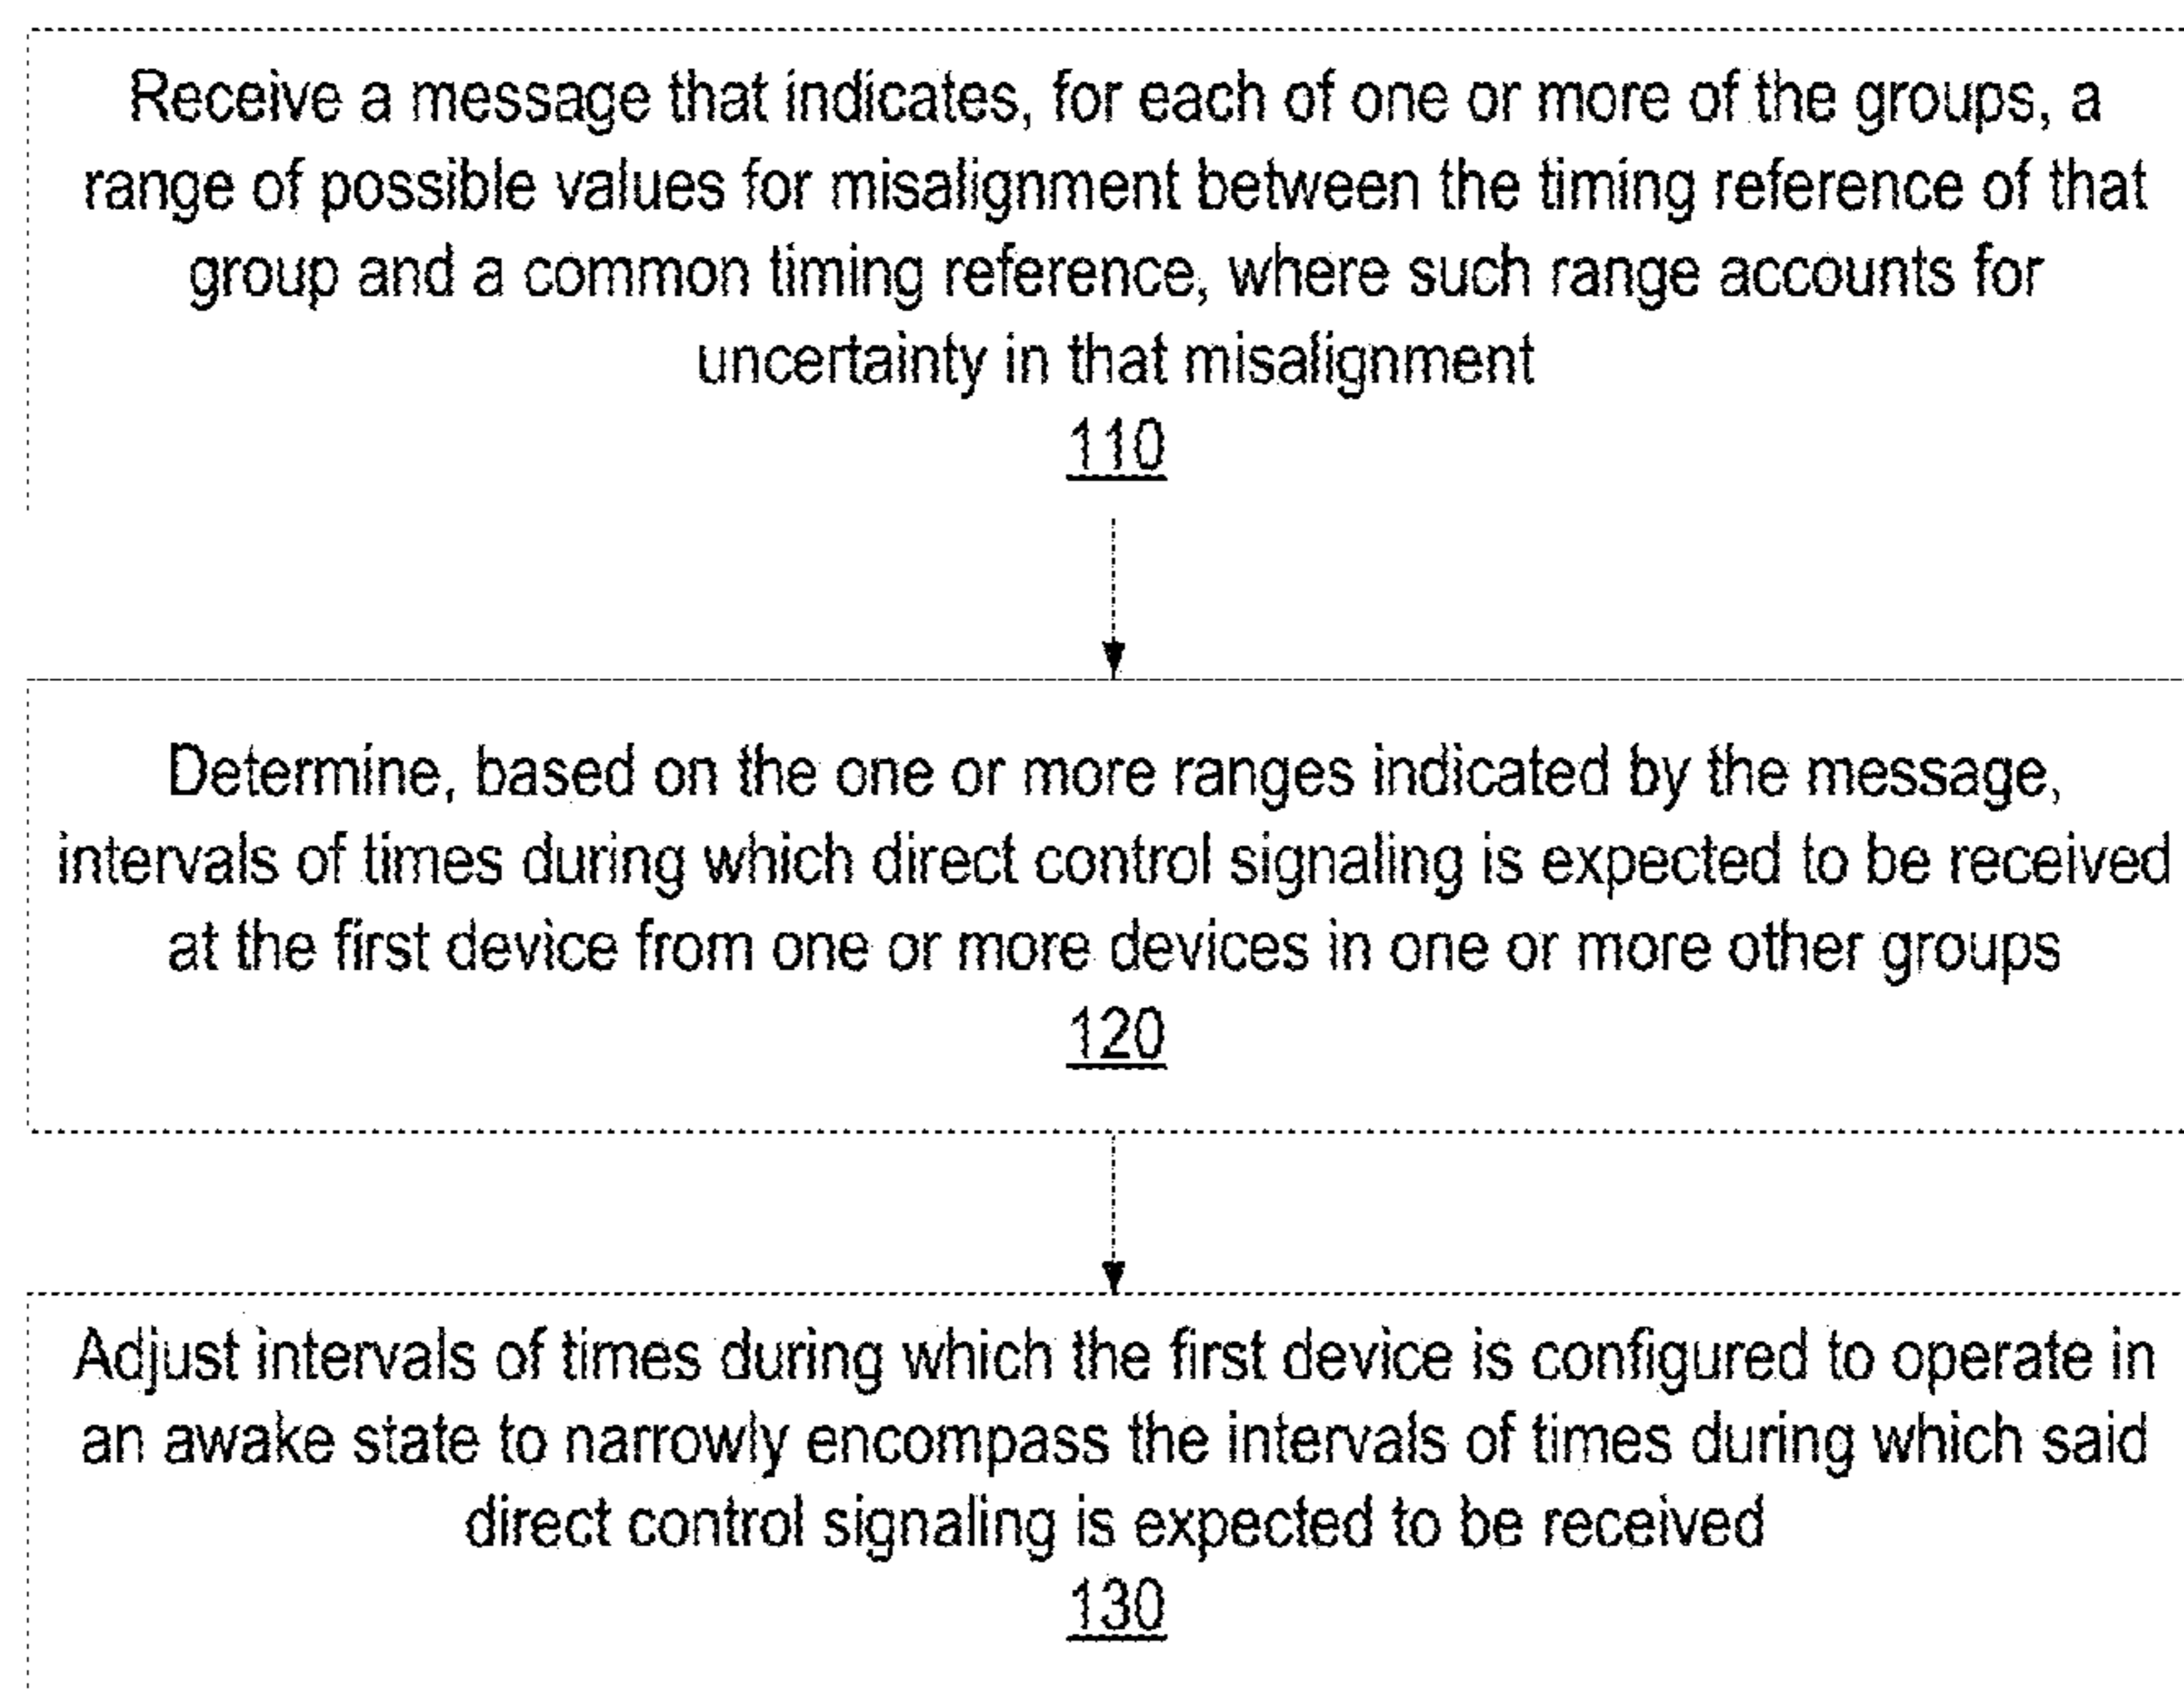 Receive a message that indicates, for each of one or more of the groups, a
range of possible values for misalignment between the timing reference of that
group and a common timing reference, where such range accounts for
uncertainty in that misalignment
110
Determine, based on the one or more ranges indicated by the message,
intervals of times during which direct control signaling is expected to be received
at the first device from one or more devices in one or more other groups
120
Adjust intervals of times during which the first device is configured to operate in
an awake state to narrowly encompass the intervals of times during which said
direct control signaling is expected to be received
130